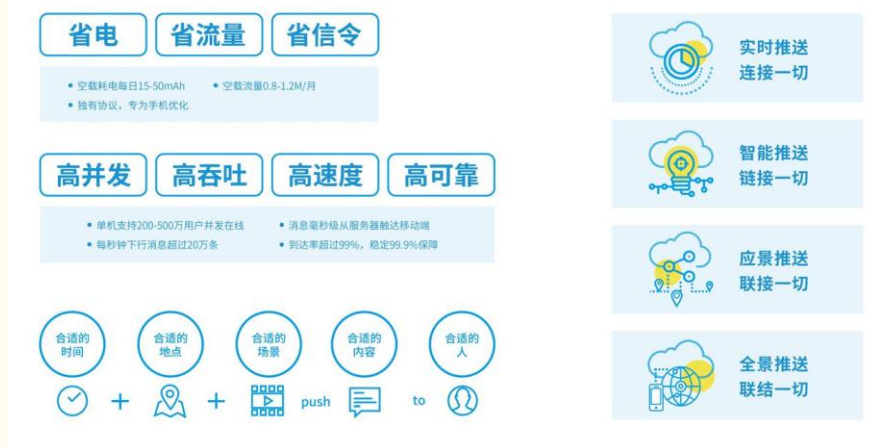 省电 省流量 省信令
• 空载耗电每日15-50mAh • 空载流量0.8-1.2M/月
• 独有协议，专为手机优化
高并发 高吞吐 高速度 高可靠
• 单机支持200-500万用户并发在线 • 消息毫秒级从服务器触达移动端
• 每秒钟下行消息超过20万条 • 到达率超过99%，稳定99.9%保障
合适的
时间
合适的
地点
合适的
场景
合适的
内容
合适的
人
+ + push to
实时推送
连接一切
智能推送
链接一切
应景推送
联接一切
全景推送
联结一切